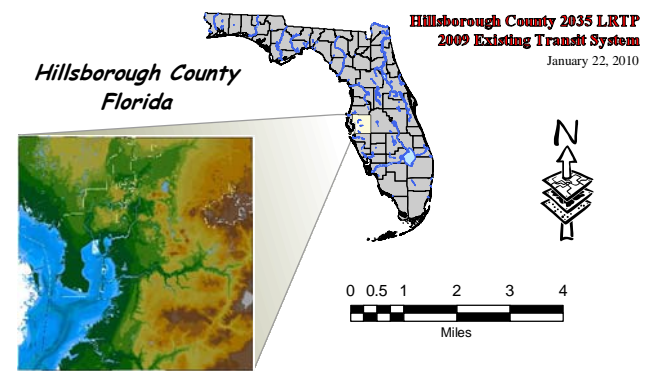 Hillsborough County 2035 LRTP
2009 Existing Transit System
January 22, 2010
Hillsborough County
Florida
N
0 0.5 1 2 3 4
Miles